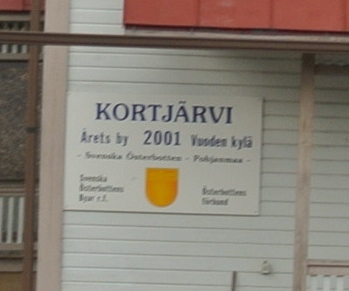 KORTJÄRVI
Årets by 2001 Vuoden kylä
- Svenska Österbotten - Pohjanmaa -
Svenska
Österbottens
Byar r.f.
Österbottens
förbund